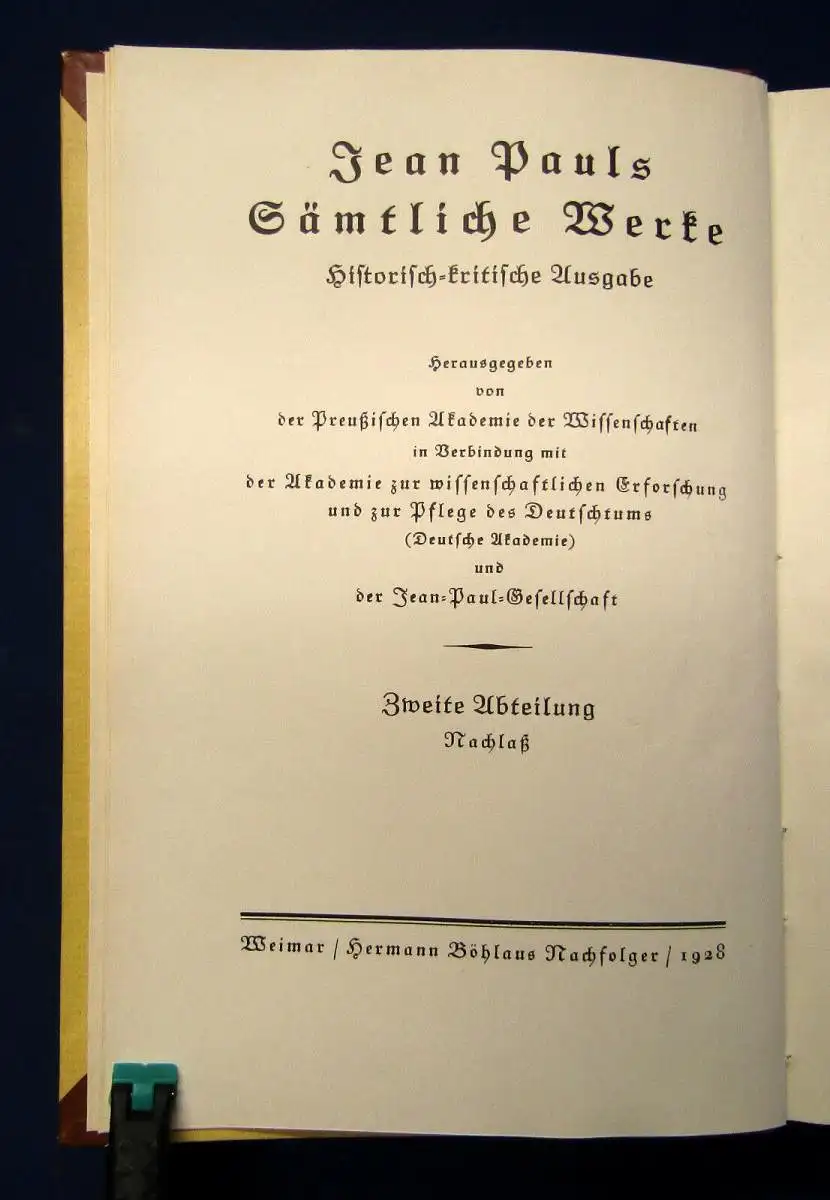 Jean Pauls
Sämtliche Werke
Historisch-kritische Ausgabe
Herausgegeben
von
der Preußischen Akademie der Wissenschaften
in Verbindung mit
der Akademie zur wissenschaftlichen Erforschung
und zur Pflege des Deutschtums
(Deutsche Akademie)
und
der Jean-Paul-Gesellschaft
Zweite Abteilung
Nachlaß
Weimar / Hermann Böhlaus Nachfolger / 1928